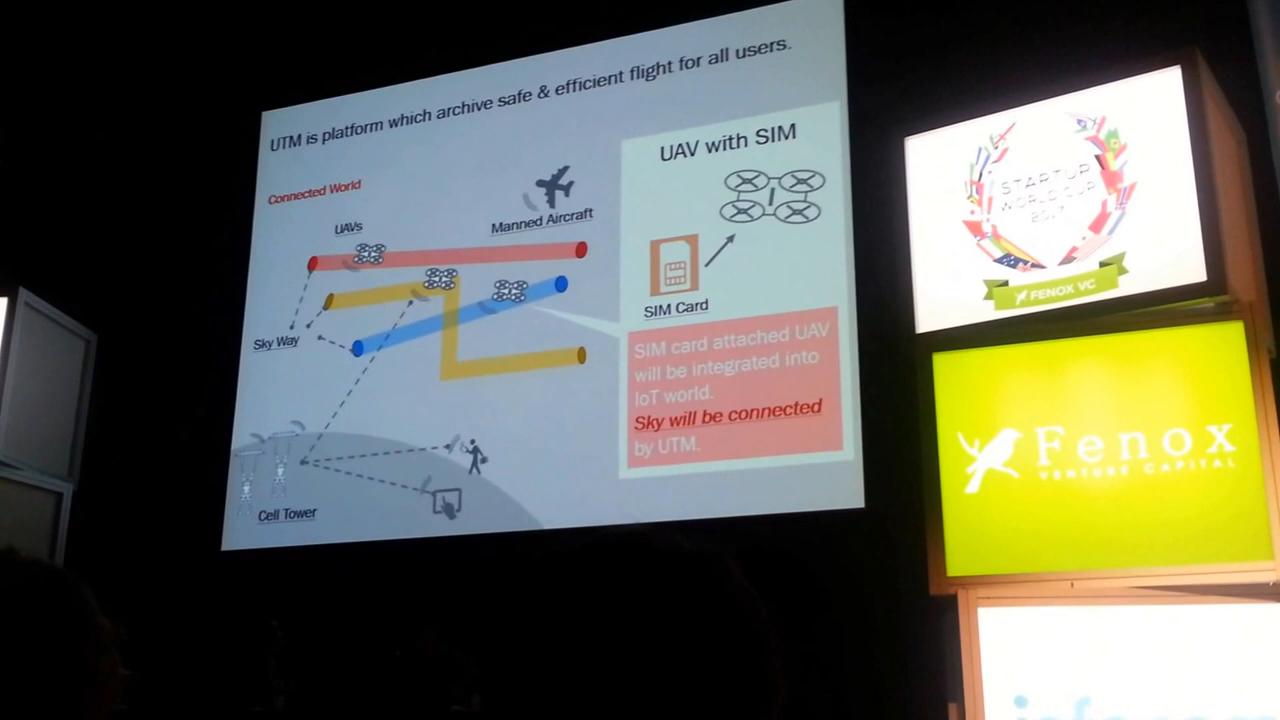 UTM is platform which archive safe & efficient flight for all users.
Connected World
UAVs
Manned Aircraft
Sky Way
Cell Tower
UAV with SIM
SIM Card
SIM card attached UAV
will be integrated into
IoT world.
Sky will be connected
by UTM.
STARTUP
WORLD CUP
2017
FENOX VC
Fenox
VENTURE CAPITAL